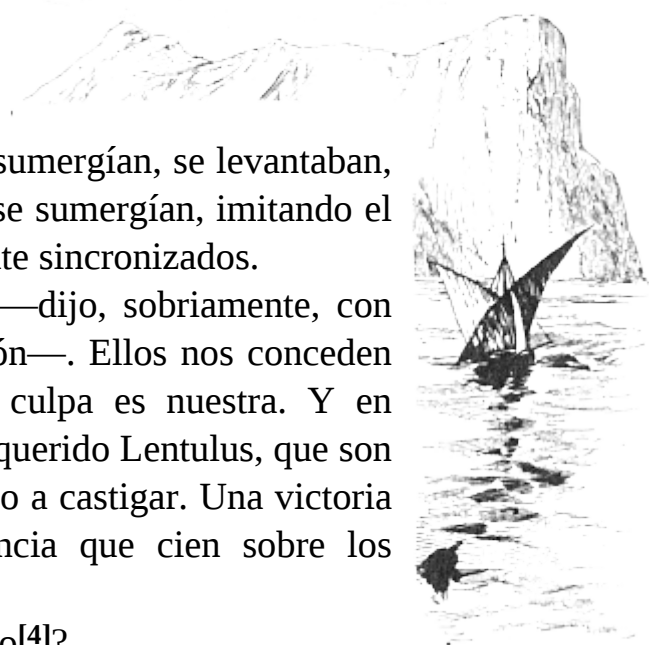 sumergían, se levantaban,
se sumergían, imitando el
te sincronizados.
—dijo, sobriamente, con
ón—. Ellos nos conceden
culpa es nuestra. Y en
querido Lentulus, que son
o a castigar. Una victoria
ncia que cien sobre los
o[4]?